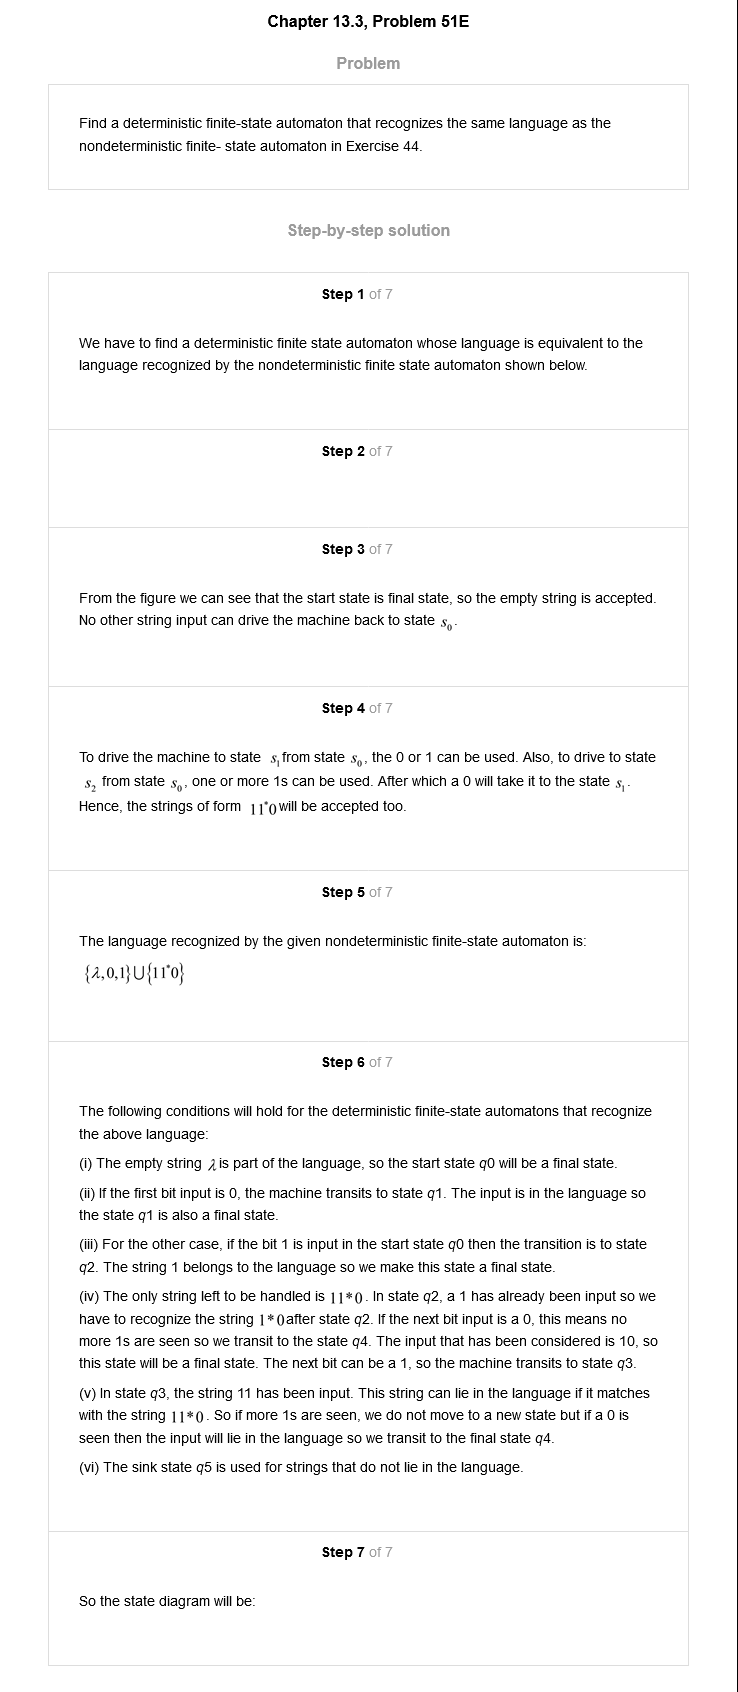 Chapter 13.3, Problem 51E
Problem
Find a deterministic finite-state automaton that recognizes the same language as the
nondeterministic finite- state automaton in Exercise 44.
Step-by-step solution
Step 1 of 7
We have to find a deterministic finite state automaton whose language is equivalent to the
language recognized by the nondeterministic finite state automaton shown below.
Step 2 of 7
Step 3 of 7
From the figure we can see that the start state is final state, so the empty string is accepted.
No other string input can drive the machine back to state s₀.
Step 4 of 7
To drive the machine to state s₁ from state s₀, the 0 or 1 can be used. Also, to drive to state
s₂ from state s₀, one or more 1s can be used. After which a 0 will take it to the state s₁.
Hence, the strings of form 11*0 will be accepted too.
Step 5 of 7
The language recognized by the given nondeterministic finite-state automaton is:
{λ,0,1}∪{11*0}
Step 6 of 7
The following conditions will hold for the deterministic finite-state automatons that recognize
the above language:
(i) The empty string λ is part of the language, so the start state q0 will be a final state.
(ii) If the first bit input is 0, the machine transits to state q1. The input is in the language so
the state q1 is also a final state.
(iii) For the other case, if the bit 1 is input in the start state q0 then the transition is to state
q2. The string 1 belongs to the language so we make this state a final state.
(iv) The only string left to be handled is 11*0. In state q2, a 1 has already been input so we
have to recognize the string 1*0 after state q2. If the next bit input is a 0, this means no
more 1s are seen so we transit to the state q4. The input that has been considered is 10, so
this state will be a final state. The next bit can be a 1, so the machine transits to state q3.
(v) In state q3, the string 11 has been input. This string can lie in the language if it matches
with the string 11*0. So if more 1s are seen, we do not move to a new state but if a 0 is
seen then the input will lie in the language so we transit to the final state q4.
(vi) The sink state q5 is used for strings that do not lie in the language.
Step 7 of 7
So the state diagram will be: